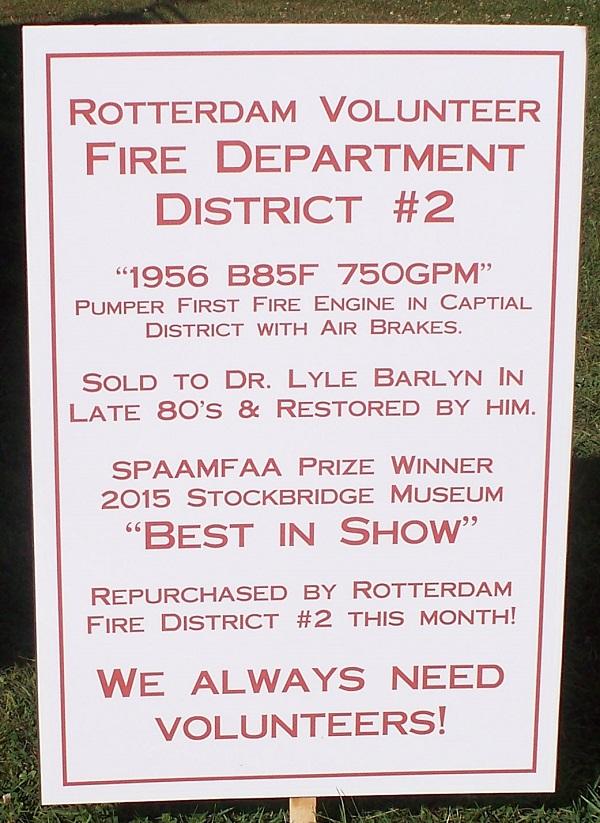 Rotterdam Volunteer
Fire Department
District #2
“1956 B85F 750GPM”
Pumper First Fire Engine in Captial
District with Air Brakes.
Sold to Dr. Lyle Barlyn In
Late 80's & Restored by him.
SPAAMFAA Prize Winner
2015 Stockbridge Museum
“Best in Show”
Repurchased by Rotterdam
Fire District #2 this month!
We always need
volunteers!